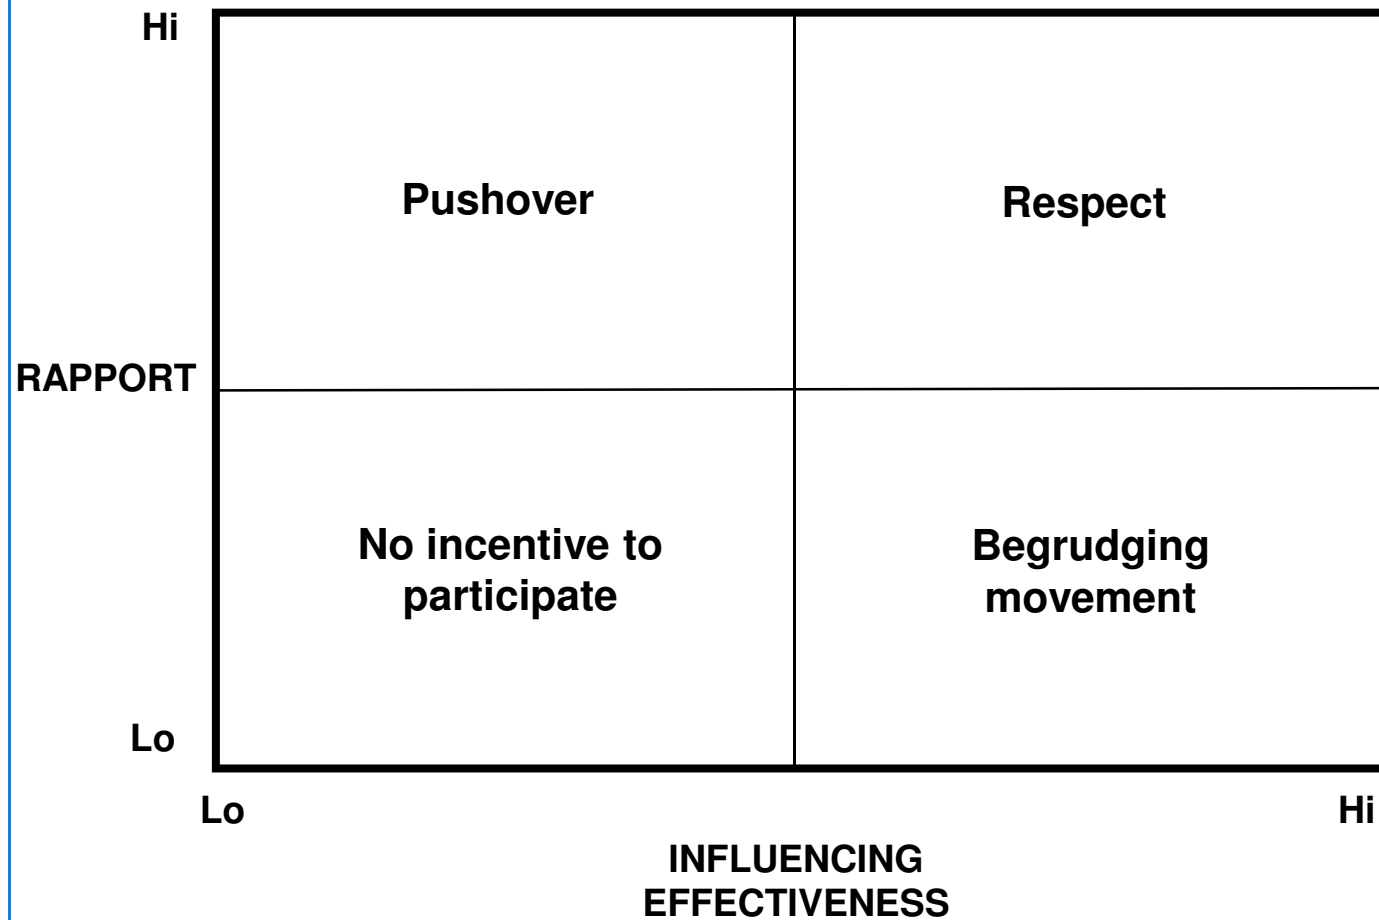 Hi
Pushover
Respect
RAPPORT
No incentive to
participate
Begrudging
movement
Lo
Lo
Hi
INFLUENCING
EFFECTIVENESS